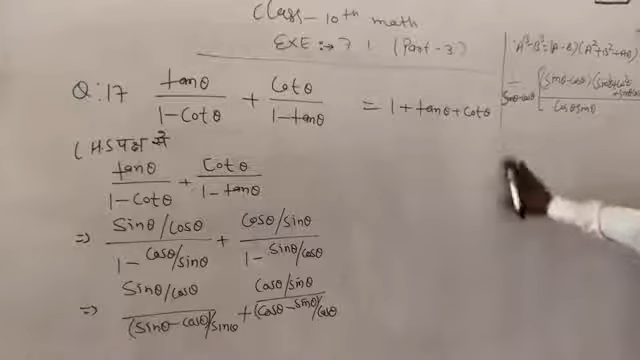 Class-10th math
EXE:→ 7.1 (Part-3)
Q:17 tanθ/(1-Cotθ) + Cotθ/(1-tanθ) = 1+tanθ+Cotθ
LHS पक्ष से
tanθ/(1-Cotθ) + Cotθ/(1-tanθ)
⇒ (Sinθ/Cosθ)/(1-Cosθ/Sinθ) + (Cosθ/Sinθ)/(1-Sinθ/Cosθ)
⇒ (Sinθ/Cosθ)/((Sinθ-Cosθ)/Sinθ) + (Cosθ/Sinθ)/((Cosθ-Sinθ)/Cosθ)
A³-B³=(A-B)(A²+B²+AB)